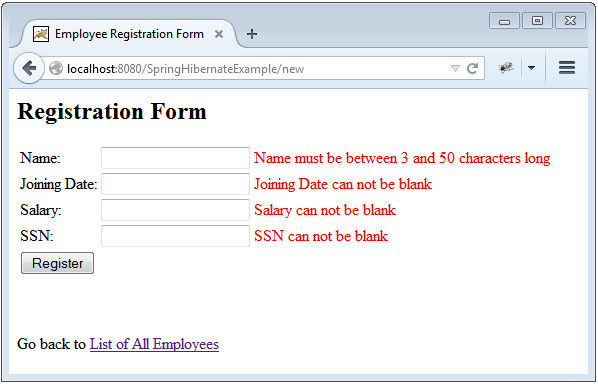 Employee Registration Form
localhost:8080/SpringHibernateExample/new
Registration Form
Name: Name must be between 3 and 50 characters long
Joining Date: Joining Date can not be blank
Salary: Salary can not be blank
SSN: SSN can not be blank
Register
Go back to List of All Employees